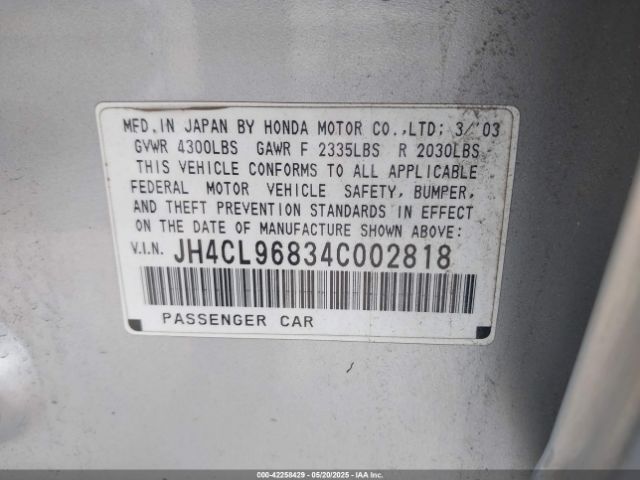 MFD. IN JAPAN BY HONDA MOTOR CO.,LTD: 3/'03
GVWR 4300LBS GAWR F 2335LBS R 2030LBS
THIS VEHICLE CONFORMS TO ALL APPLICABLE
FEDERAL MOTOR VEHICLE SAFETY, BUMPER,
AND THEFT PREVENTION STANDARDS IN EFFECT
ON THE DATE OF MANUFACTURE SHOWN ABOVE:
V.I.N. JH4CL96834C002818
PASSENGER CAR
000-42258429 - 05/20/2025 - IAAI.COM